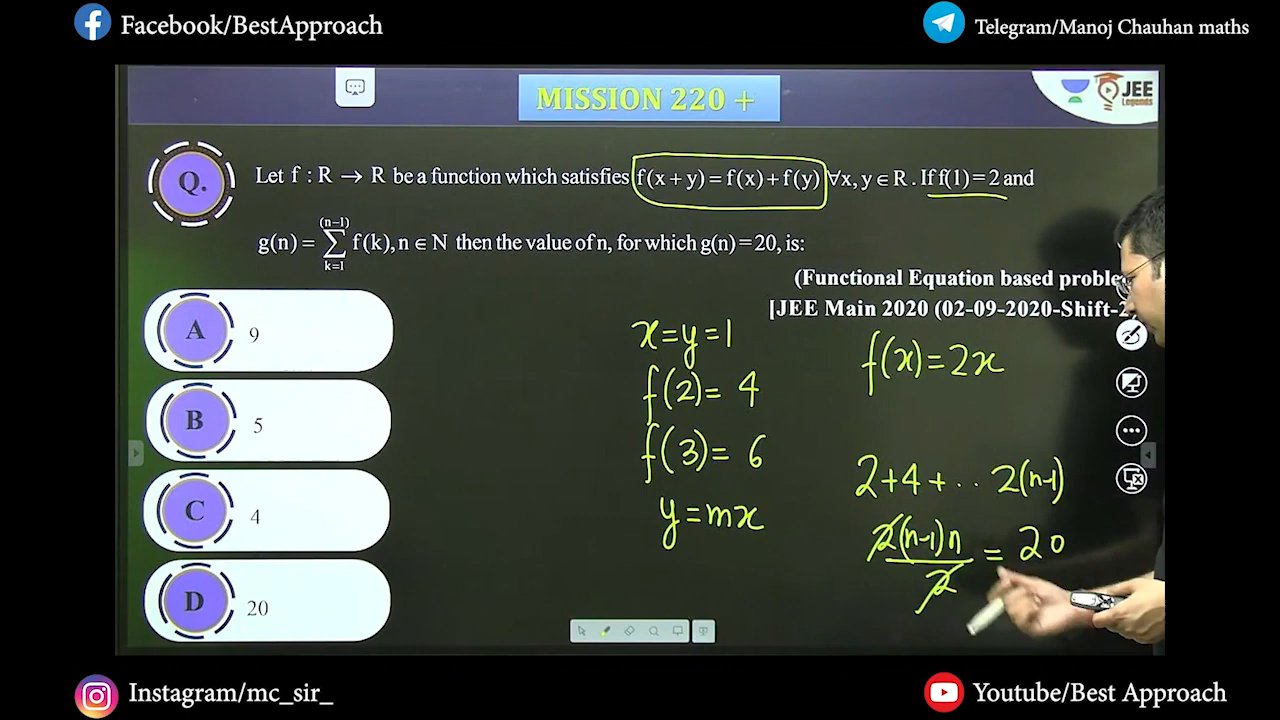 Facebook/BestApproach
Telegram/Manoj Chauhan maths
MISSION 220 +
JEE
Legends
Q.
Let f : R → R be a function which satisfies f(x + y) = f(x) + f(y) ∀x, y ∈ R. If f(1) = 2 and
g(n) = ∑_{k=1}^{(n−1)} f(k), n ∈ N then the value of n, for which g(n) = 20, is:
(Functional Equation based proble
[JEE Main 2020 (02-09-2020-Shift-2
A 9
B 5
C 4
D 20
x=y=1
f(2)= 4
f(3)= 6
y=mx
f(x)=2x
2+4+ .. 2(n-1)
2(n-1)n/2 = 20
Instagram/mc_sir_
Youtube/Best Approach